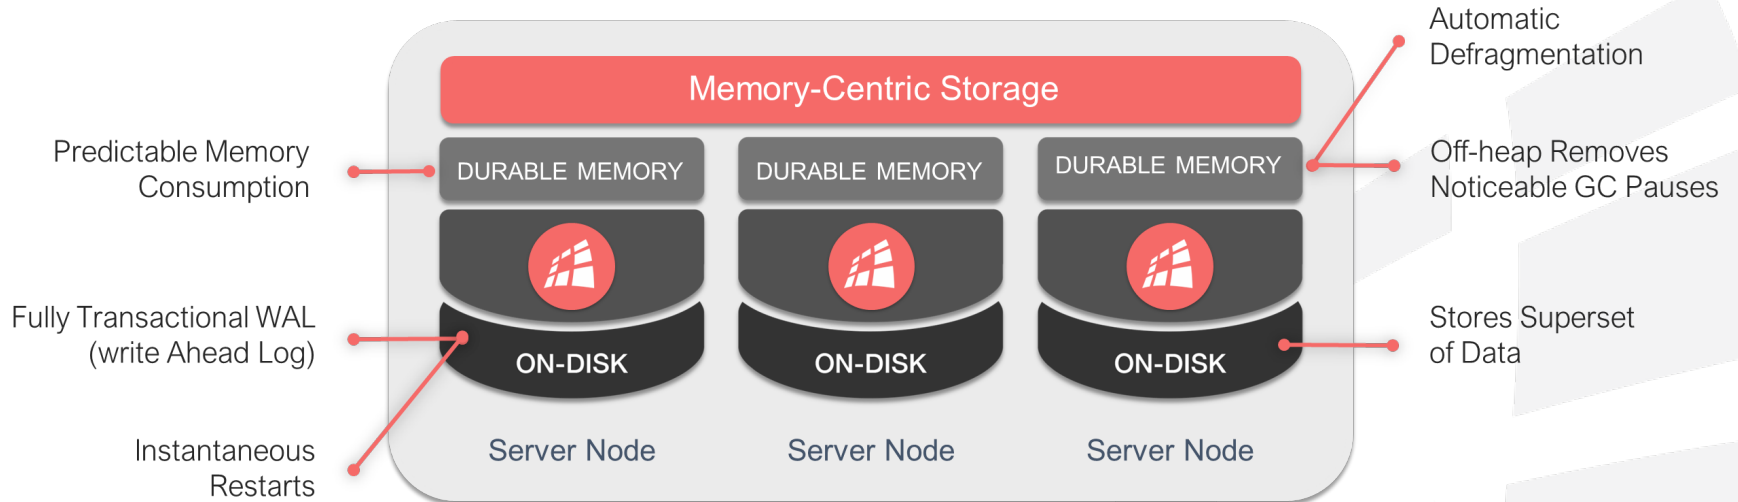 Automatic
Defragmentation
Memory-Centric Storage
Predictable Memory
Consumption
DURABLE MEMORY
DURABLE MEMORY
DURABLE MEMORY
Off-heap Removes
Noticeable GC Pauses
Fully Transactional WAL
(write Ahead Log)
ON-DISK
ON-DISK
ON-DISK
Stores Superset
of Data
Instantaneous
Restarts
Server Node
Server Node
Server Node